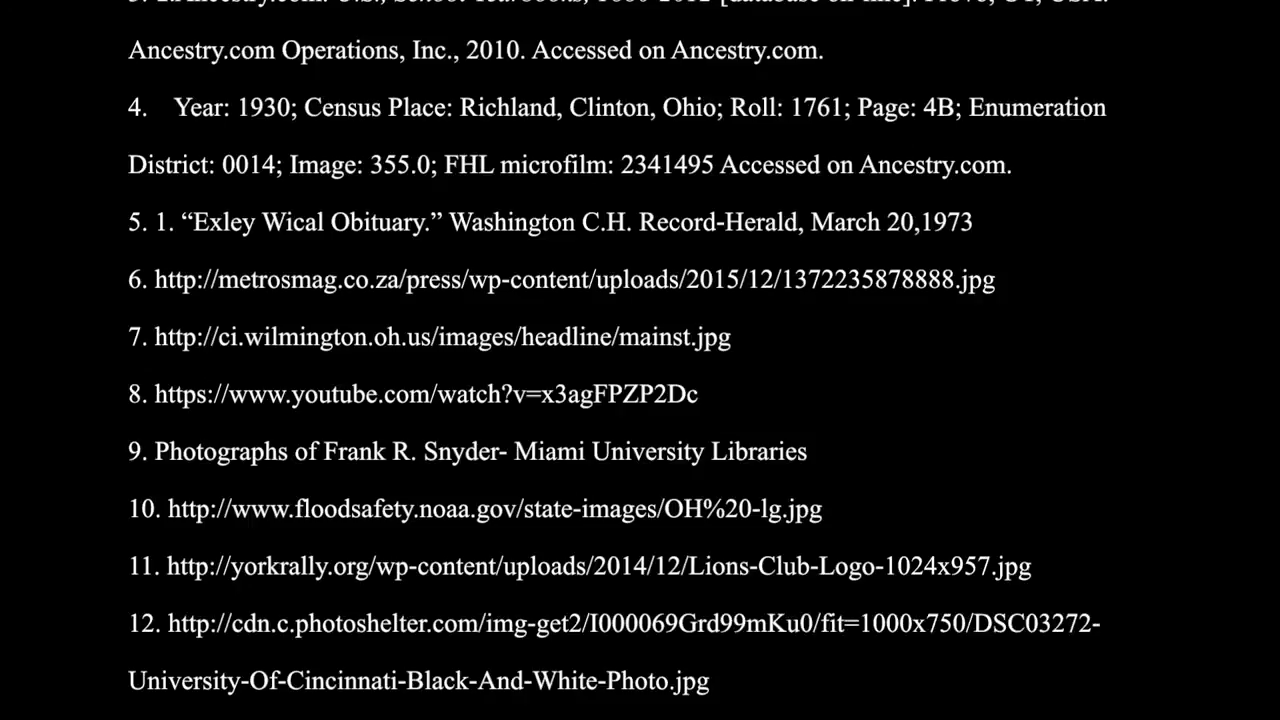 Ancestry.com Operations, Inc., 2010. Accessed on Ancestry.com.
4. Year: 1930; Census Place: Richland, Clinton, Ohio; Roll: 1761; Page: 4B; Enumeration
District: 0014; Image: 355.0; FHL microfilm: 2341495 Accessed on Ancestry.com.
5. 1. “Exley Wical Obituary.” Washington C.H. Record-Herald, March 20,1973
6. http://metrosmag.co.za/press/wp-content/uploads/2015/12/1372235878888.jpg
7. http://ci.wilmington.oh.us/images/headline/mainst.jpg
8. https://www.youtube.com/watch?v=x3agFPZP2Dc
9. Photographs of Frank R. Snyder- Miami University Libraries
10. http://www.floodsafety.noaa.gov/state-images/OH%20-lg.jpg
11. http://yorkrally.org/wp-content/uploads/2014/12/Lions-Club-Logo-1024x957.jpg
12. http://cdn.c.photoshelter.com/img-get2/I000069Grd99mKu0/fit=1000x750/DSC03272-
University-Of-Cincinnati-Black-And-White-Photo.jpg